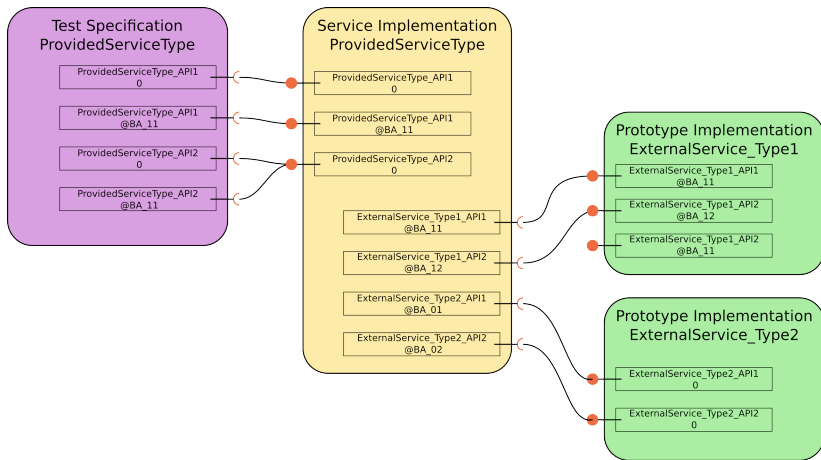 Test Specification
ProvidedServiceType
ProvidedServiceType_API1
0
ProvidedServiceType_API1
@BA_11
ProvidedServiceType_API2
0
ProvidedServiceType_API2
@BA_11
Service Implementation
ProvidedServiceType
ProvidedServiceType_API1
0
ProvidedServiceType_API1
@BA_11
ProvidedServiceType_API2
0
ExternalService_Type1_API1
@BA_11
ExternalService_Type1_API2
@BA_12
ExternalService_Type2_API1
@BA_01
ExternalService_Type2_API2
@BA_02
Prototype Implementation
ExternalService_Type1
ExternalService_Type1_API1
@BA_11
ExternalService_Type1_API2
@BA_12
ExternalService_Type1_API2
@BA_11
Prototype Implementation
ExternalService_Type2
ExternalService_Type2_API1
0
ExternalService_Type2_API2
0